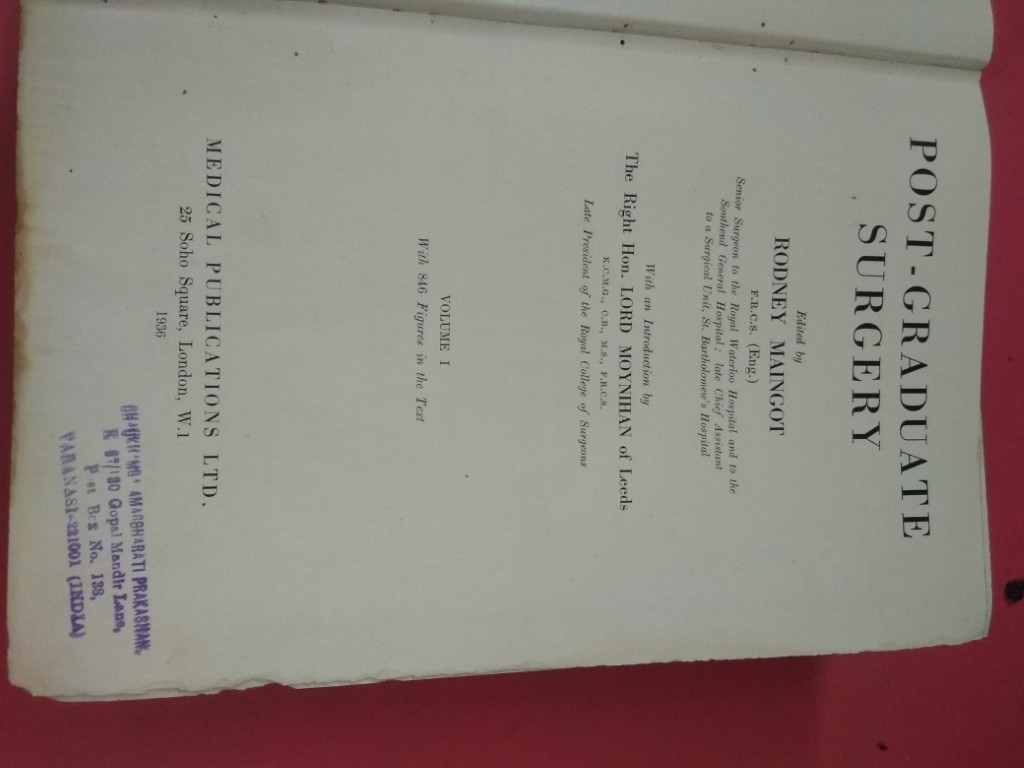 POST-GRADUATE
SURGERY
Edited by
RODNEY MAINGOT
F.R.C.S. (Eng.)
Senior Surgeon to the Royal Waterloo Hospital and to the
Southend General Hospital; late Chief Assistant
to a Surgical Unit, St. Bartholomew's Hospital
With an Introduction by
The Right Hon. LORD MOYNIHAN of Leeds
K.C.M.G., C.B., M.S., F.R.C.S.
Late President of the Royal College of Surgeons
VOLUME I
With 846 Figures in the Text
MEDICAL PUBLICATIONS LTD.
25 Soho Square, London, W.1
1936
AMARBHARATI PRAKASHAN,
K 37/130 Gopal Mandir Lane,
Post Box No. 138,
VARANASI-221001 (INDIA)